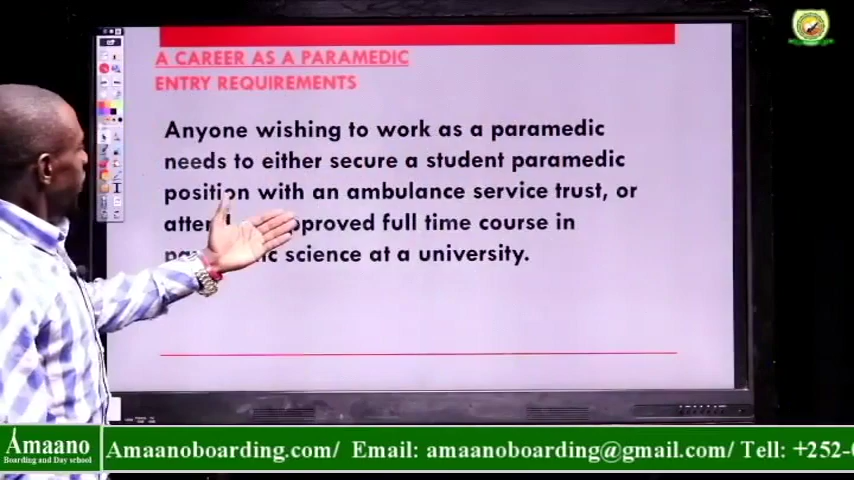 A CAREER AS A PARAMEDIC
ENTRY REQUIREMENTS
Anyone wishing to work as a paramedic
needs to either secure a student paramedic
position with an ambulance service trust, or
full time course in
science at a university.
Amaano
Boarding and Day school
Amaanoboarding.com/ Email: amaanoboarding@gmail.com/ Tell: +252-